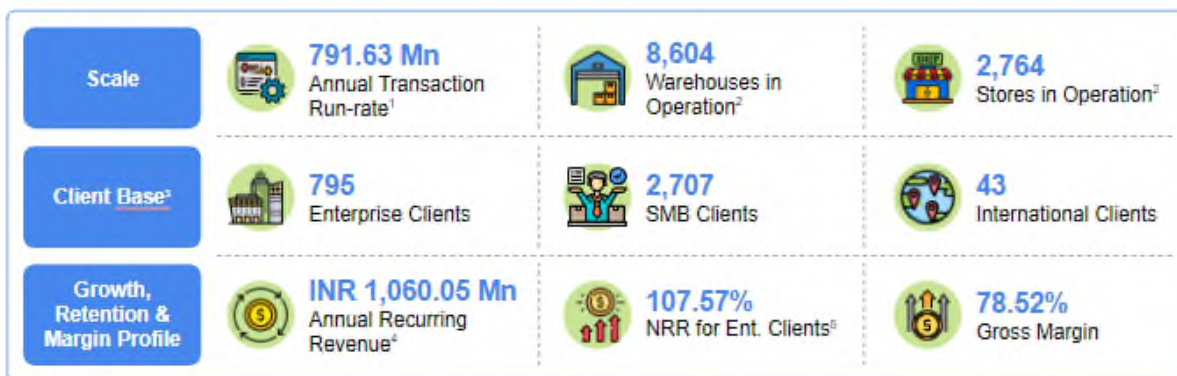 Scale
791.63 Mn
Annual Transaction
Run-rate¹
8,604
Warehouses in
Operation²
2,764
Stores in Operation³
Client Base³
795
Enterprise Clients
2,707
SMB Clients
43
International Clients
Growth,
Retention &
Margin Profile
INR 1,060.05 Mn
Annual Recurring
Revenue⁴
107.57%
NRR for Ent. Clients⁵
78.52%
Gross Margin